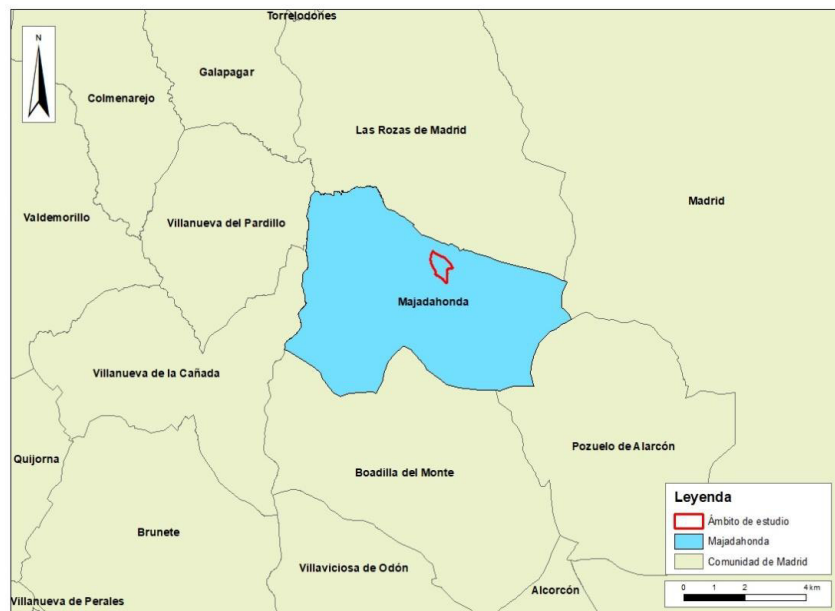 Torrelodones
N
Galapagar
Colmenarejo
Las Rozas de Madrid
Madrid
Valdemorillo
Villanueva del Pardillo
Majadahonda
Villanueva de la Cañada
Quijorna
Boadilla del Monte
Pozuelo de Alarcón
Brunete
Villaviciosa de Odón
Alcorcón
Villanueva de Perales
Leyenda
Ámbito de estudio
Majadahonda
Comunidad de Madrid
0 1 2 4 km